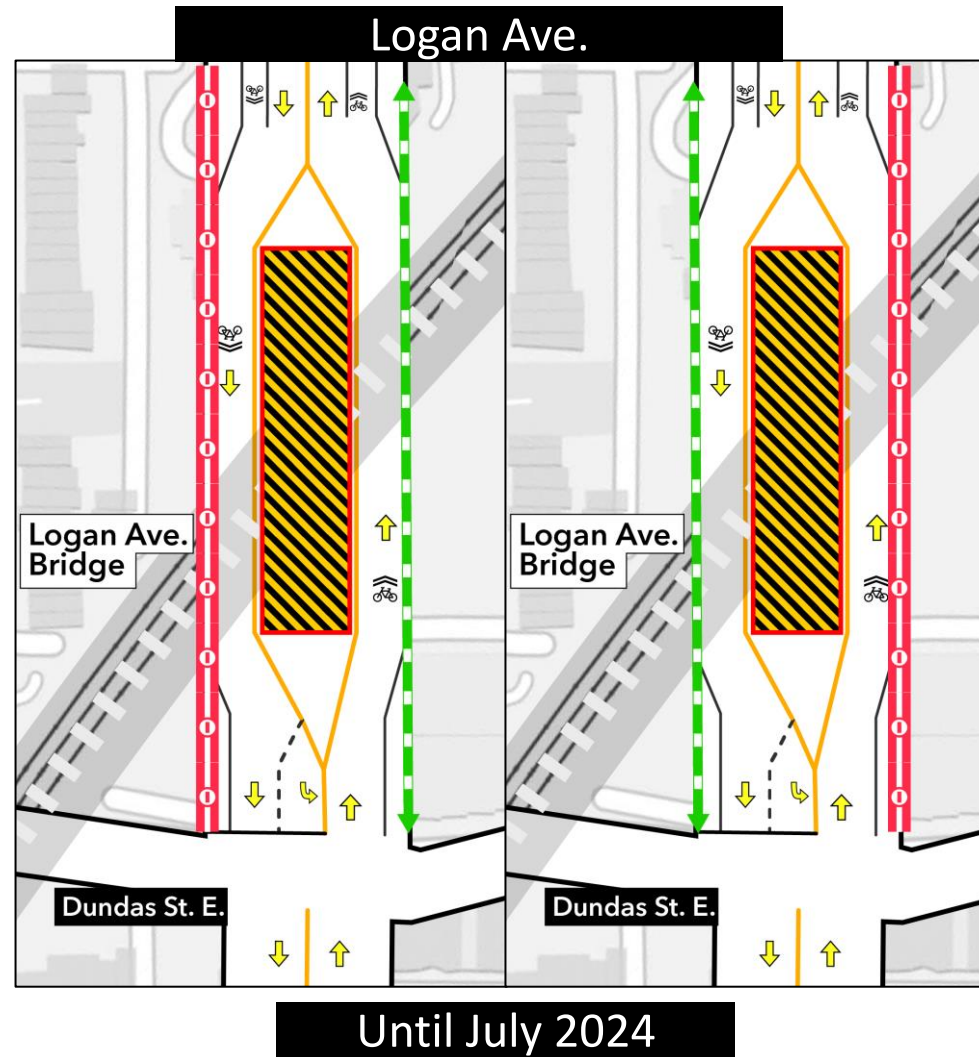 Logan Ave.
Logan Ave.
Bridge
Dundas St. E.
Logan Ave.
Bridge
Dundas St. E.
Until July 2024